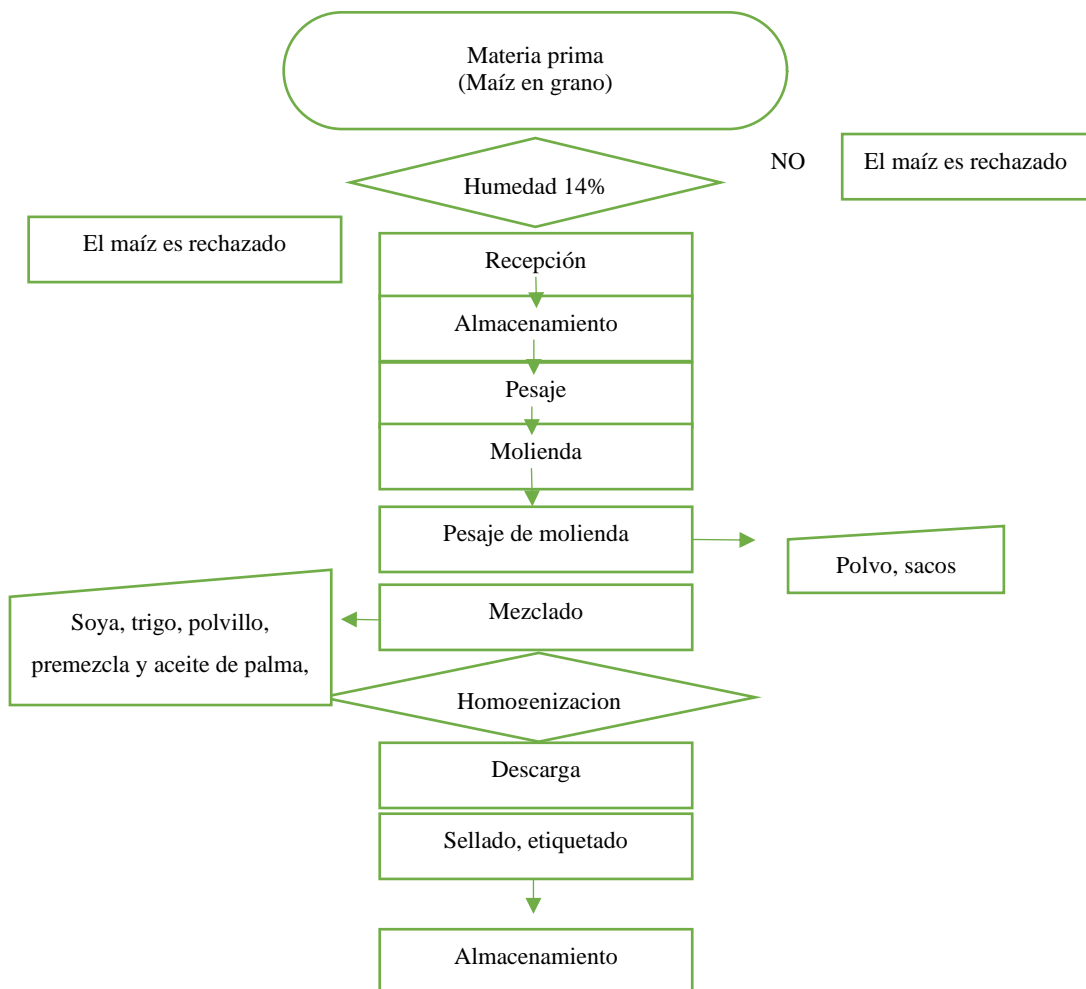 Materia prima
(Maíz en grano)
NO
El maíz es rechazado
Humedad 14%
El maíz es rechazado
Recepción
Almacenamiento
Pesaje
Molienda
Pesaje de molienda
Polvo, sacos
Mezclado
Soya, trigo, polvillo,
premezcla y aceite de palma,
Homogenizacion
Descarga
Sellado, etiquetado
Almacenamiento